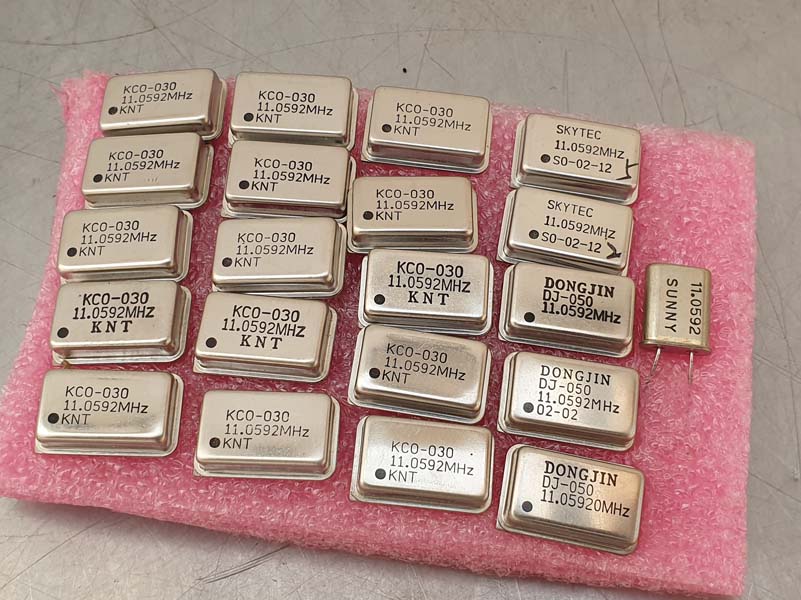 KCO-030
11.0592MHz
KNT
KCO-030
11.0592MHz
KNT
KCO-030
11.0592MHz
KNT
KCO-030
11.0592MHz
KNT
KCO-030
11.0592MHz
KNT
KCO-030
11.0592MHz
KNT
KCO-030
11.0592MHz
KNT
KCO-030
11.0592MHz
KNT
KCO-030
11.0592MHz
KNT
KCO-030
11.0592MHz
KNT
KCO-030
11.0592MHz
KNT
KCO-030
11.0592MHz
KNT
KCO-030
11.0592MHz
KNT
KCO-030
11.0592MHz
KNT
KCO-030
11.0592MHz
KNT
SKYTEC
11.0592MHz
SO-02-12
SKYTEC
11.0592MHz
SO-02-12
DONGJIN
DJ-050
11.0592MHz
DONGJIN
DJ-050
11.0592MHz
02-02
DONGJIN
DJ-050
11.05920MHz
11.0592
SUNNY